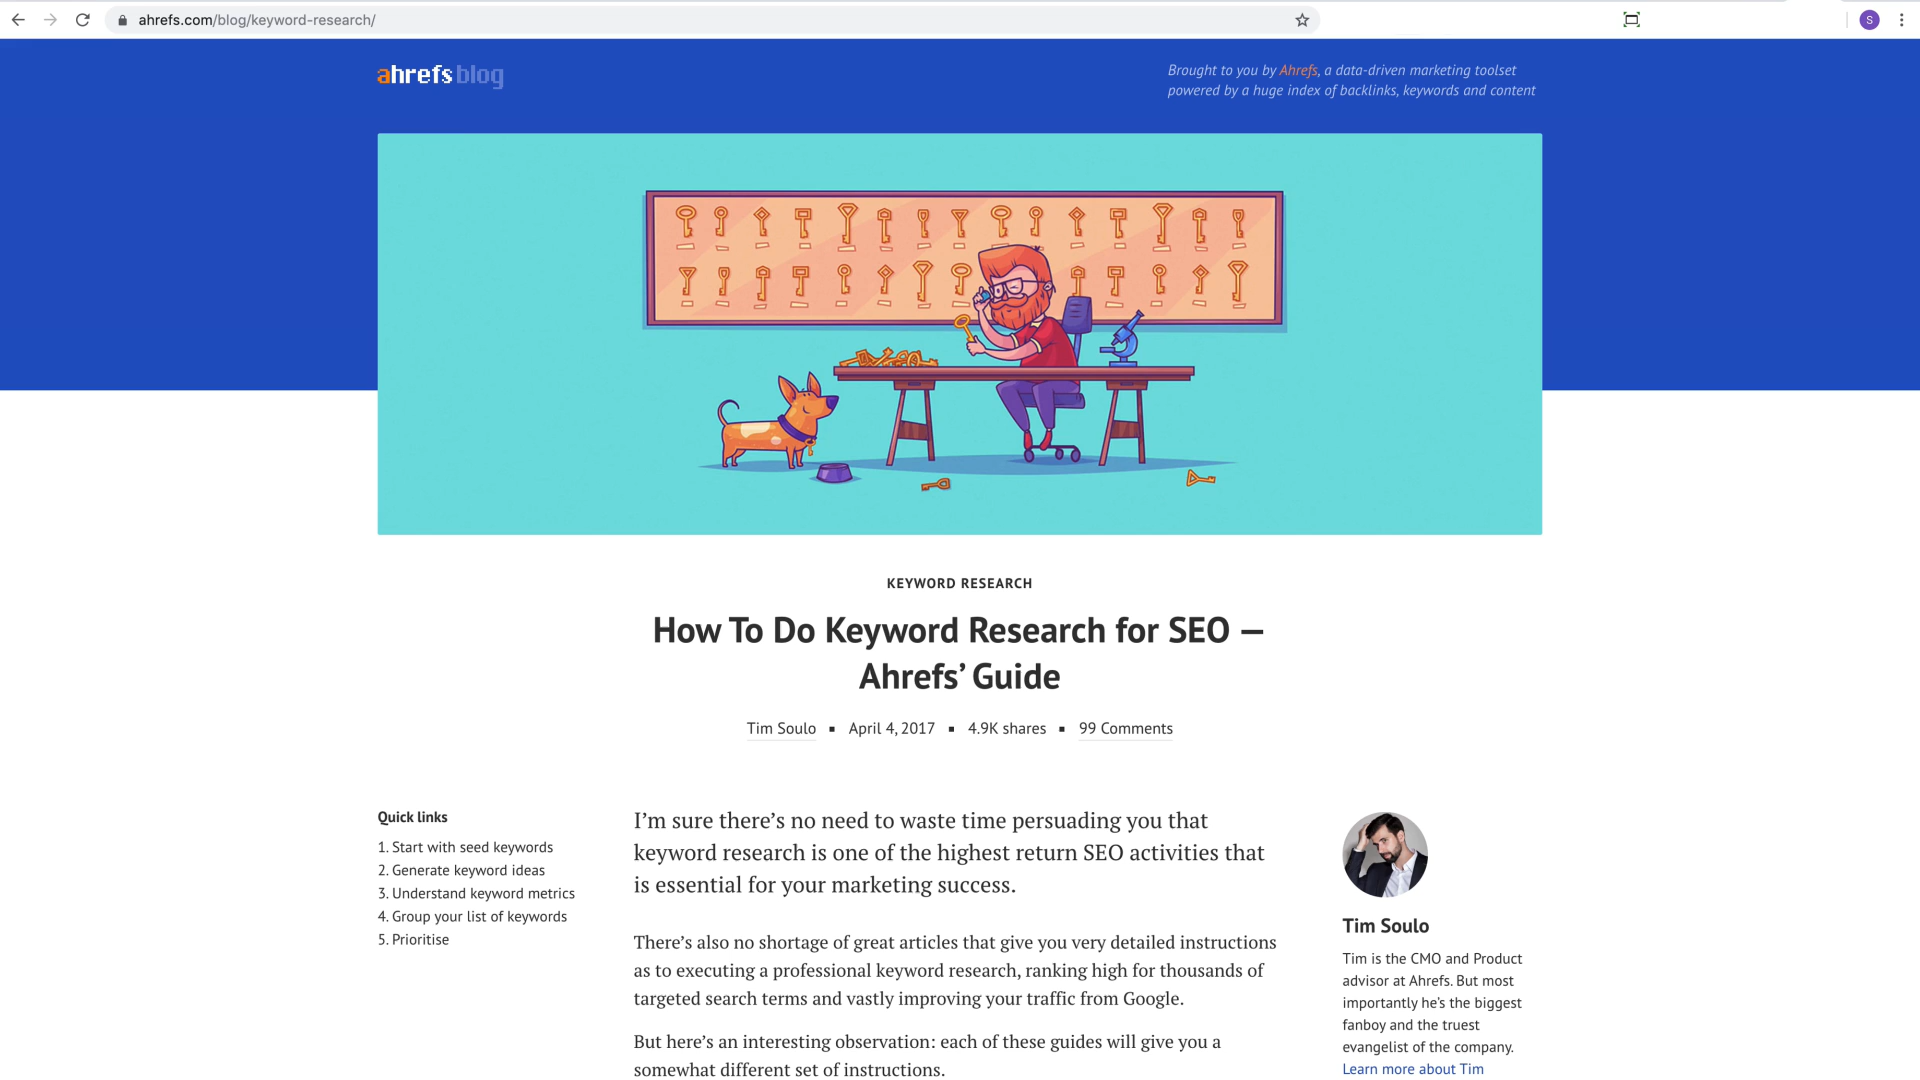 ahrefs.com/blog/keyword-research/
S
ahrefs blog
Brought to you by Ahrefs, a data-driven marketing toolset
powered by a huge index of backlinks, keywords and content
KEYWORD RESEARCH
How To Do Keyword Research for SEO —
Ahrefs’ Guide
Tim Soulo ▪ April 4, 2017 ▪ 4.9K shares ▪ 99 Comments
Quick links
1. Start with seed keywords
2. Generate keyword ideas
3. Understand keyword metrics
4. Group your list of keywords
5. Prioritise
I’m sure there’s no need to waste time persuading you that
keyword research is one of the highest return SEO activities that
is essential for your marketing success.
There’s also no shortage of great articles that give you very detailed instructions
as to executing a professional keyword research, ranking high for thousands of
targeted search terms and vastly improving your traffic from Google.
But here’s an interesting observation: each of these guides will give you a
somewhat different set of instructions.
Tim Soulo
Tim is the CMO and Product
advisor at Ahrefs. But most
importantly he’s the biggest
fanboy and the truest
evangelist of the company.
Learn more about Tim